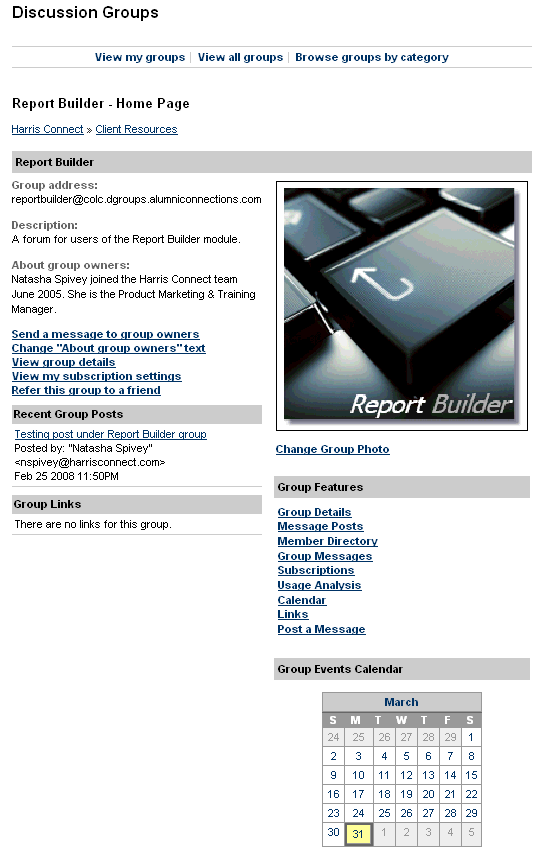 Discussion Groups
View my groups | View all groups | Browse groups by category
Report Builder - Home Page
Harris Connect » Client Resources
Report Builder
Group address:
reportbuilder@colc.dgroups.alumniconnections.com
Description:
A forum for users of the Report Builder module.
About group owners:
Natasha Spivey joined the Harris Connect team
June 2005. She is the Product Marketing & Training
Manager.
Send a message to group owners
Change "About group owners" text
View group details
View my subscription settings
Refer this group to a friend
Recent Group Posts
Testing post under Report Builder group
Posted by: "Natasha Spivey"
<nspivey@harrisconnect.com>
Feb 25 2008 11:50PM
Group Links
There are no links for this group.
Report Builder
Change Group Photo
Group Features
Group Details
Message Posts
Member Directory
Group Messages
Subscriptions
Usage Analysis
Calendar
Links
Post a Message
Group Events Calendar
March
S M T W T F S
24 25 26 27 28 29 1
2 3 4 5 6 7 8
9 10 11 12 13 14 15
16 17 18 19 20 21 22
23 24 25 26 27 28 29
30 31 1 2 3 4 5